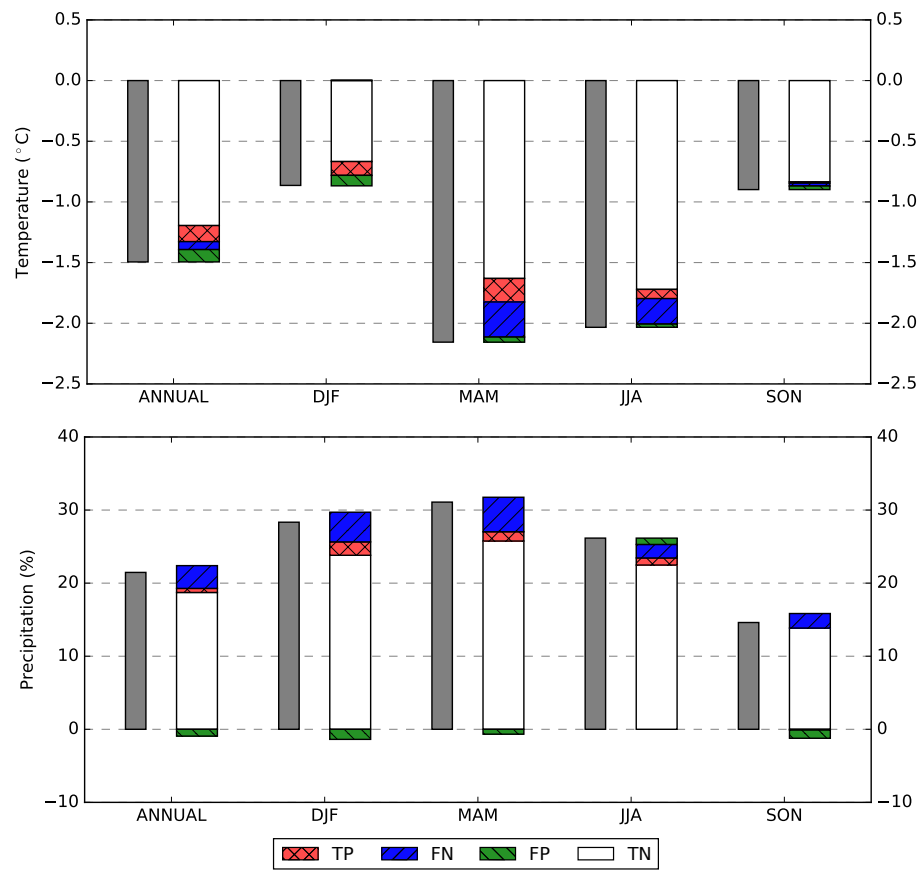 0.5 0.5
0.0 0.0
−0.5 −0.5
−1.0 −1.0
−1.5 −1.5
−2.0 −2.0
−2.5 −2.5
Temperature (°C)
ANNUAL DJF MAM JJA SON
40 40
30 30
20 20
10 10
0 0
−10 −10
Precipitation (%)
ANNUAL DJF MAM JJA SON
TP FN FP TN